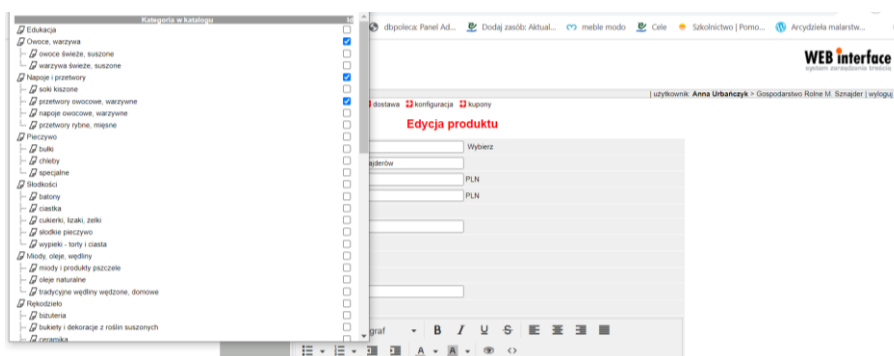 Kategoria w katalogu
Edukacja
Owoce, warzywa
owoce świeże, suszone
warzywa świeże, suszone
Napoje i przetwory
soki kiszone
przetwory owocowe, warzywne
napoje owocowe, warzywne
przetwory rybne, mięsne
Pieczywo
bułki
chleby
specjalne
Słodkości
batony
ciastka
cukierki, lizaki, żelki
słodkie pieczywo
wypieki - torty i ciasta
Miody, oleje, wędliny
miody i produkty pszczele
oleje naturalne
tradycyjne wędliny wędzone, domowe
Rękodzieło
biżuteria
bukiety i dekoracje z roślin suszonych
ceramika
dbpoleca: Panel Ad...
Dodaj zasób: Aktual...
meble modo
Cele
Szkolnictwo | Pomo...
Arcydzieła malarstw...
WEB interface
system zarządzania treścią
| użytkownik: Anna Urbańczyk > Gospodarstwo Rolne M. Sznajder | wyloguj
dostawa konfiguracja kupony
Edycja produktu
Wybierz
ajderów
PLN
PLN
graf
B I U S
A A